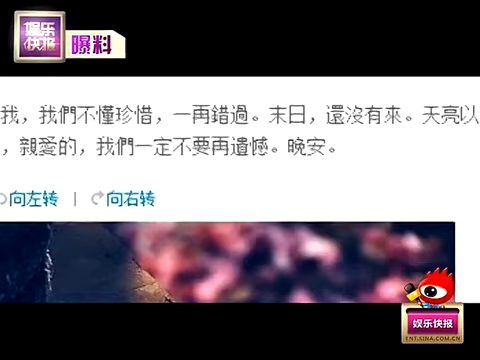 娱乐
快报
曝料
我，我們不懂珍惜，一再錯過。末日，還沒有來。天亮以
，親愛的，我們一定不要再遺憾。晚安。
向左转 | 向右转
娱乐快报
ENT.SINA.COM.CN